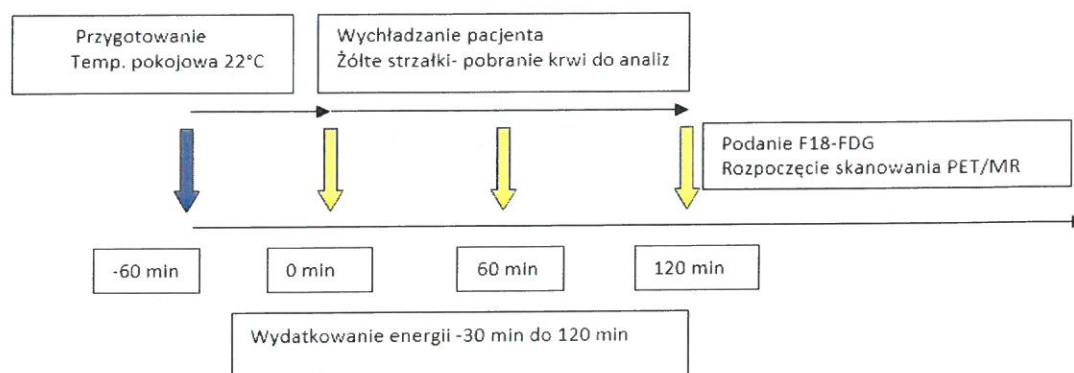 Przygotowanie
Temp. pokojowa 22°C
Wychładzanie pacjenta
Żółte strzałki- pobranie krwi do analiz
Podanie F18-FDG
Rozpoczęcie skanowania PET/MR
-60 min
0 min
60 min
120 min
Wydatkowanie energii -30 min do 120 min